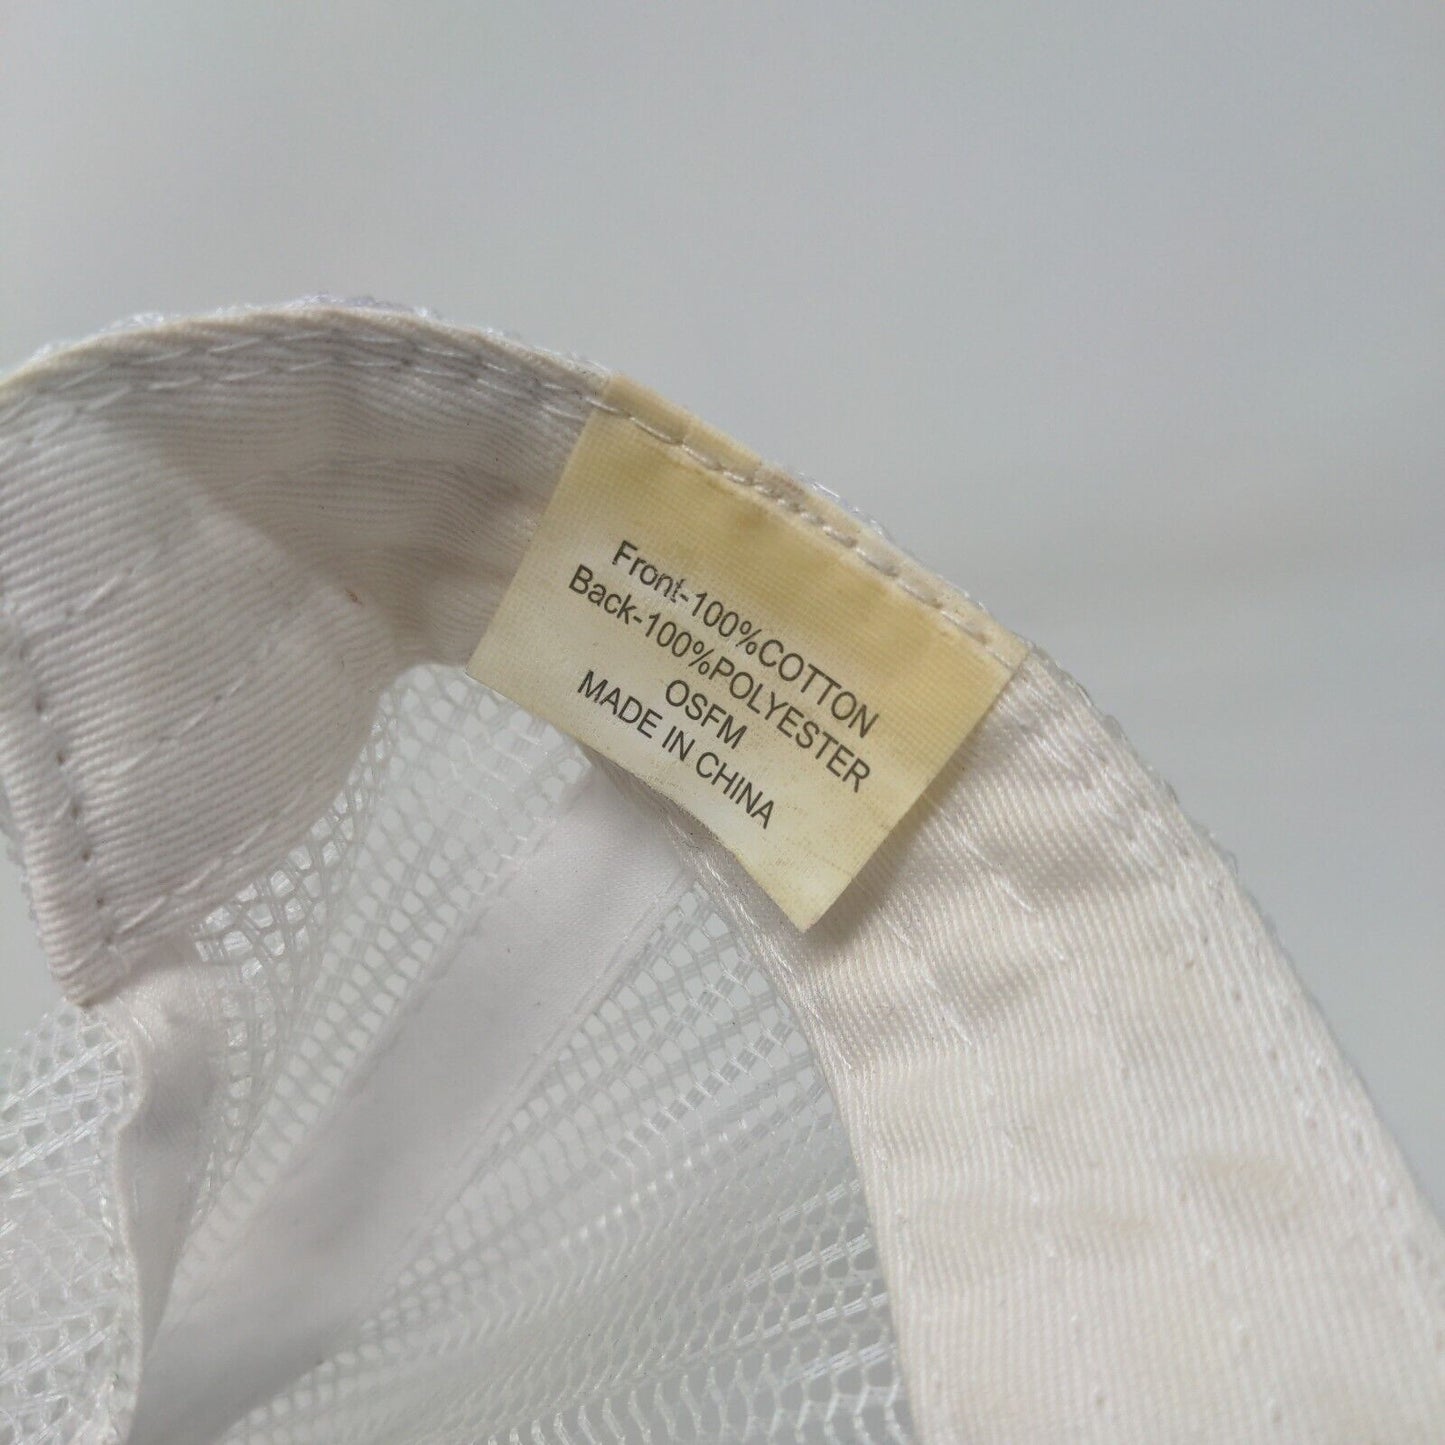 Front-100%COTTON
Back-100%POLYESTER
OSFM
MADE IN CHINA